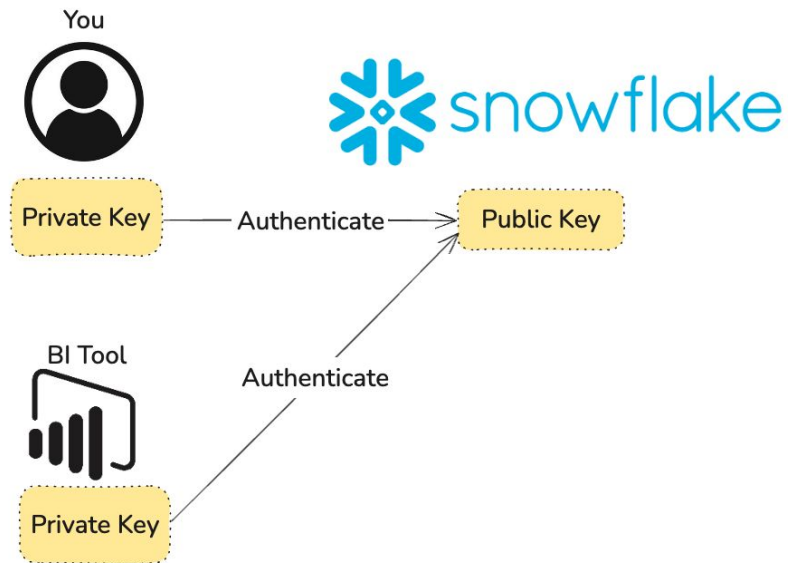 You
snowflake
Private Key
Authenticate
Public Key
BI Tool
Authenticate
Private Key